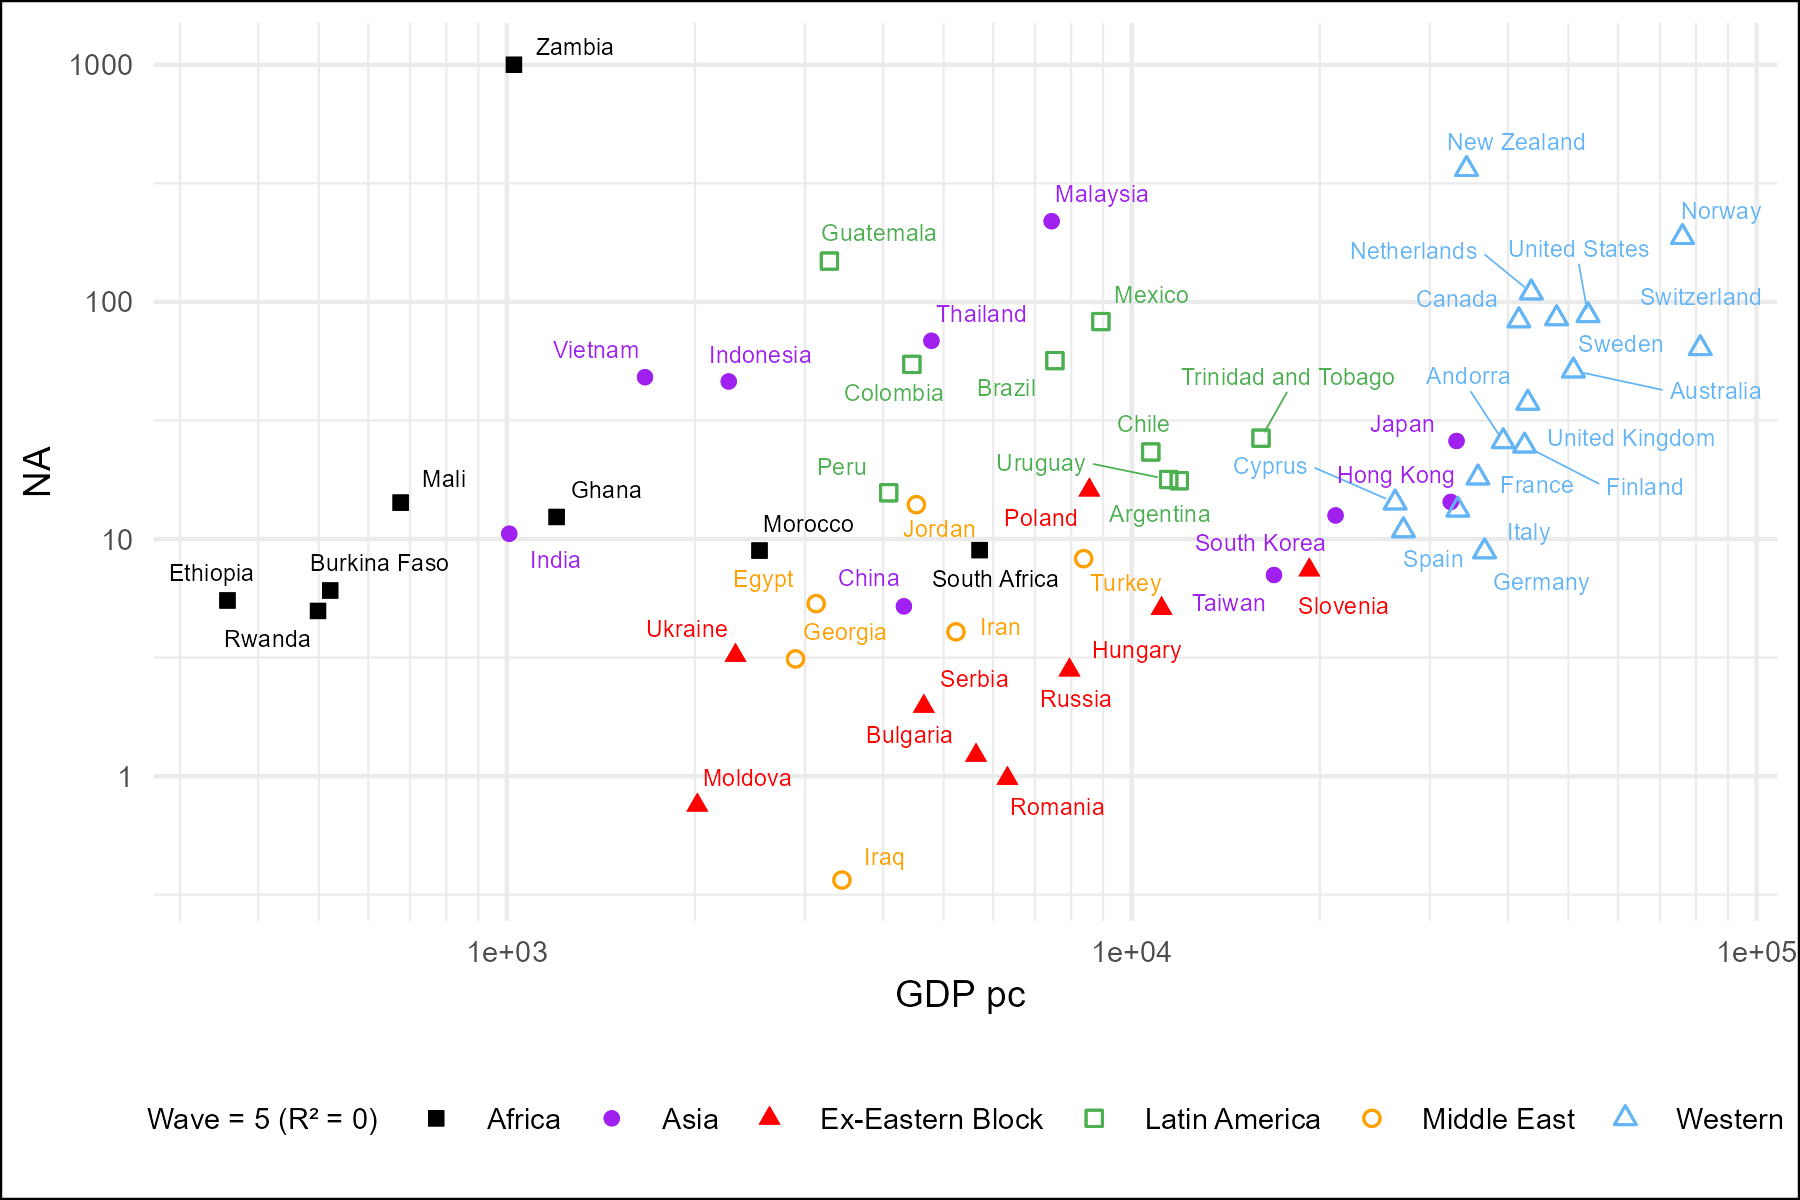 Zambia
1000
New Zealand
Malaysia
Norway
Guatemala
Netherlands
United States
Mexico
Canada
Switzerland
100
Thailand
Vietnam
Indonesia
Sweden
Trinidad and Tobago
Andorra
Colombia
Brazil
Australia
Chile
Japan
United Kingdom
NA
Peru
Uruguay
Cyprus
Hong Kong
Mali
Ghana
France
Finland
Morocco
Jordan
Poland
Argentina
10
Italy
South Korea
India
Spain
Burkina Faso
Ethiopia
Egypt
China
South Africa
Turkey
Germany
Taiwan
Slovenia
Rwanda
Ukraine
Georgia
Iran
Hungary
Serbia
Russia
Bulgaria
1
Moldova
Romania
Iraq
1e+03
1e+04
1e+05
GDP pc
Wave = 5 (R² = 0)
Africa
Asia
Ex-Eastern Block
Latin America
Middle East
Western